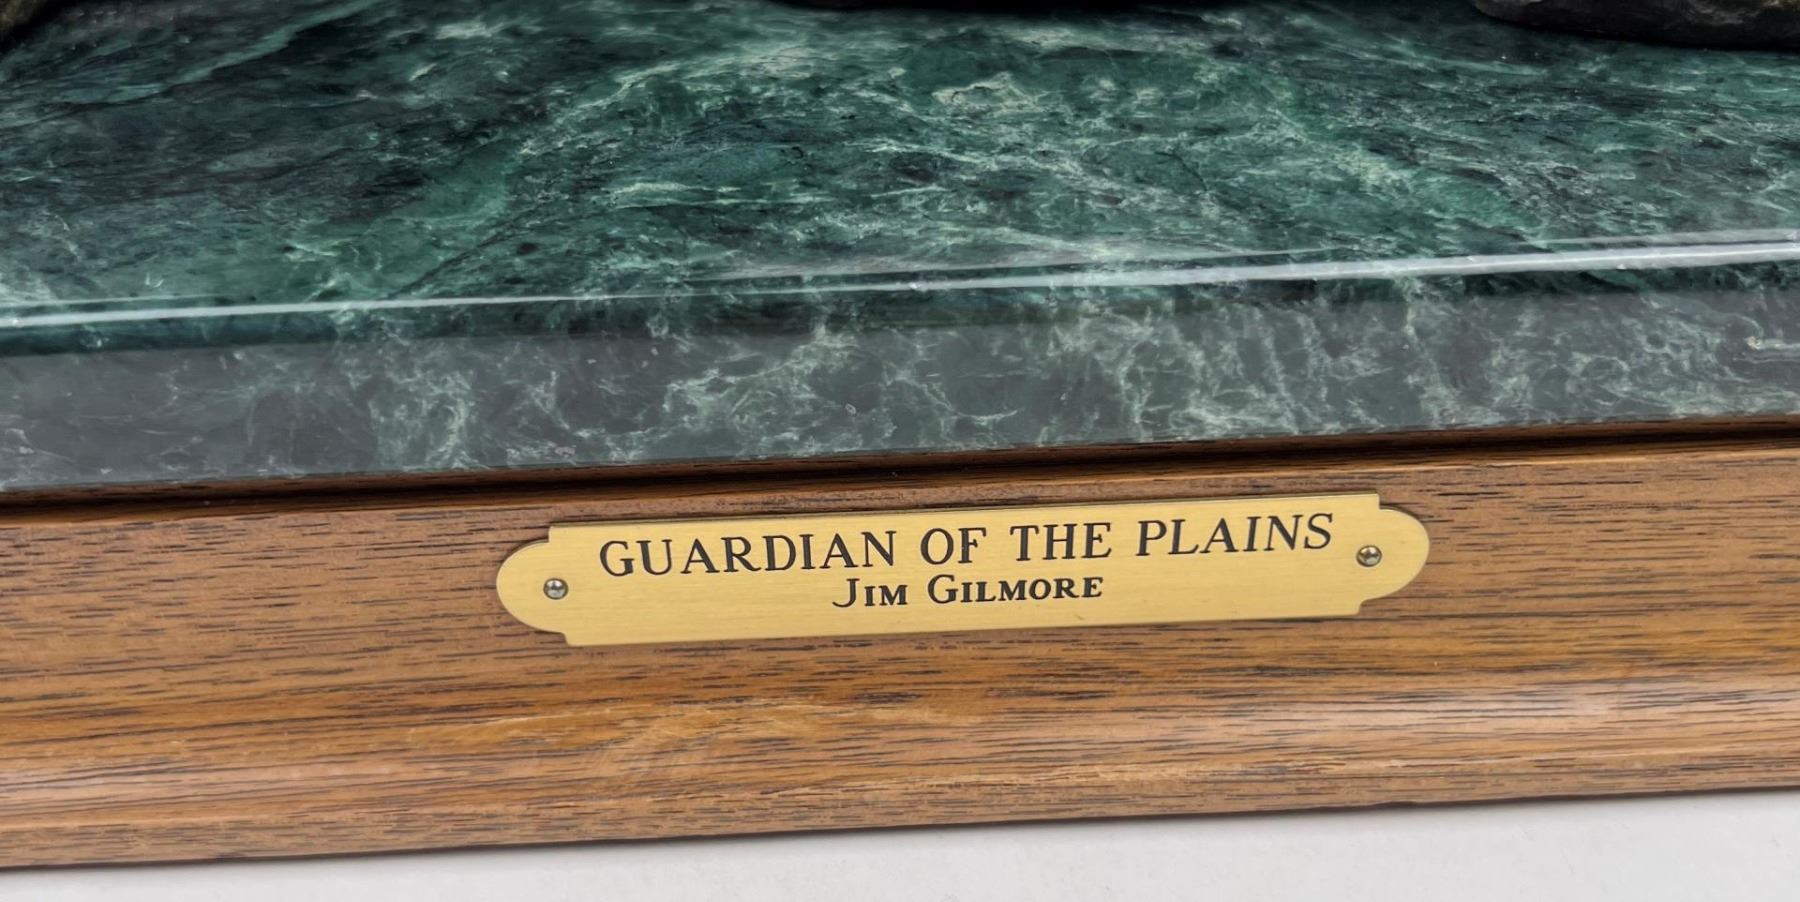 GUARDIAN OF THE PLAINS
JIM GILMORE